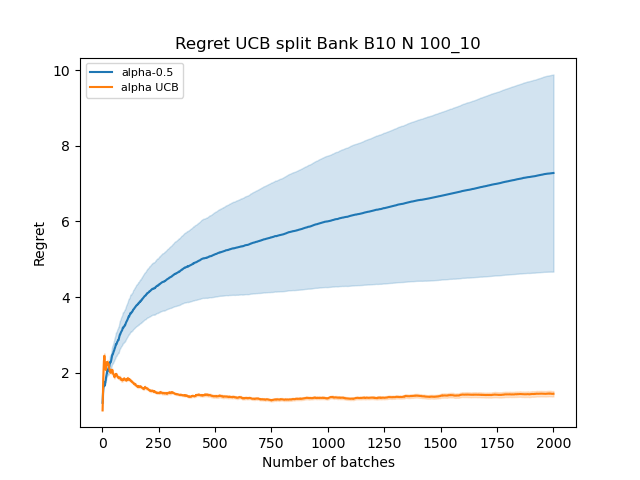 Regret UCB split Bank B10 N 100_10
alpha-0.5
alpha UCB
10
8
6
4
2
Regret
0 250 500 750 1000 1250 1500 1750 2000
Number of batches